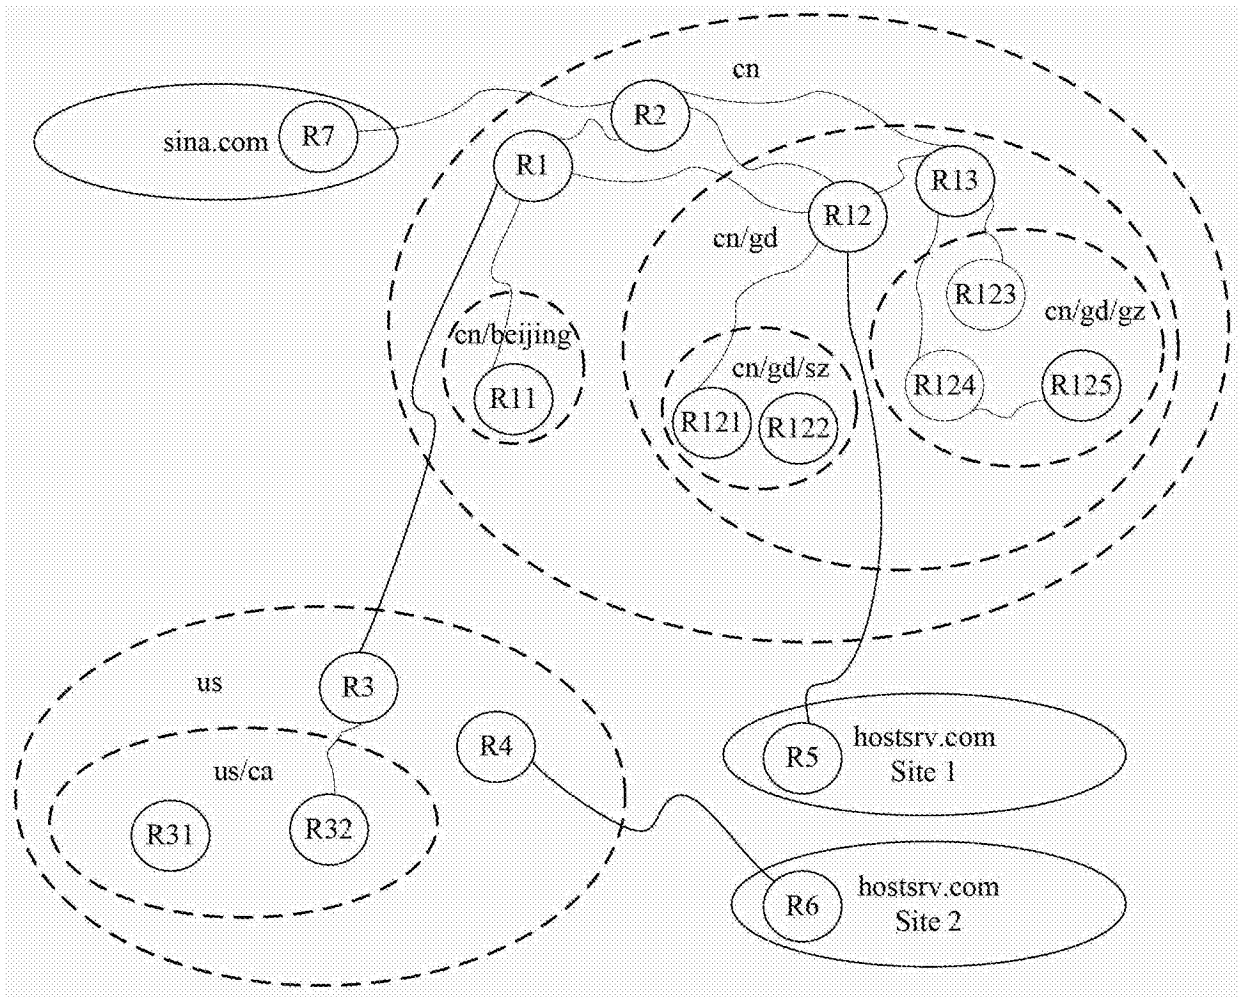 cn
R2
R7
sina.com
R1
R13
R12
cn/gd
R123
cn/gd/gz
cn/beijing
cn/gd/sz
R124
R125
R11
R121
R122
us
R3
R4
hostsrv.com
Site 1
R5
us/ca
R31
R32
hostsrv.com
Site 2
R6